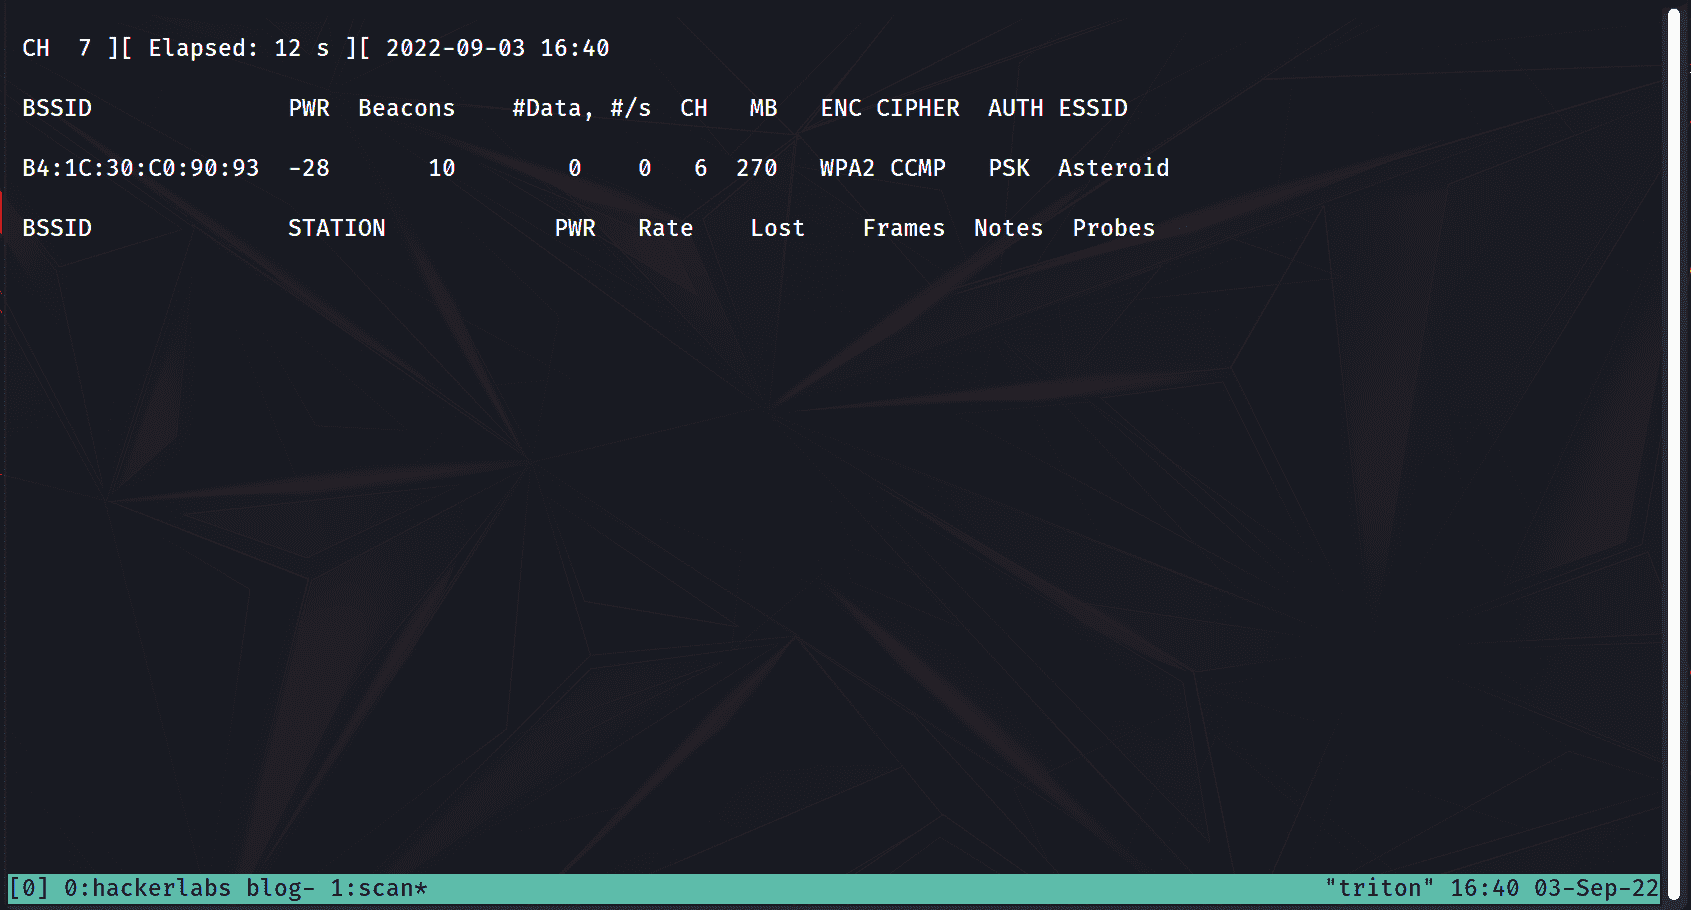 CH  7 ][ Elapsed: 12 s ][ 2022-09-03 16:40
BSSID              PWR  Beacons    #Data, #/s  CH   MB   ENC CIPHER  AUTH ESSID
B4:1C:30:C0:90:93  -28       10        0    0   6  270   WPA2 CCMP   PSK  Asteroid
BSSID              STATION            PWR   Rate    Lost    Frames  Notes  Probes
[0] 0:hackerlabs blog- 1:scan* "triton" 16:40 03-Sep-22